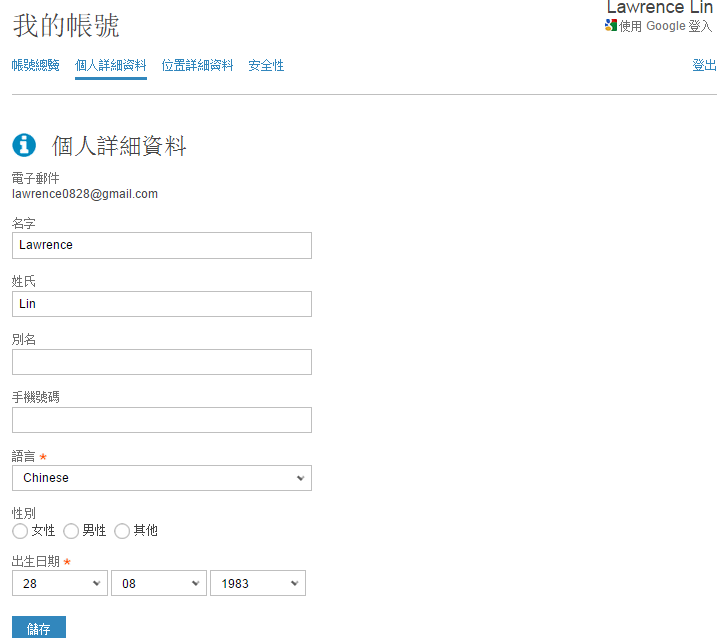 Lawrence Lin
我的帳號
使用 Google 登入
帳號總覽 個人詳細資料 位置詳細資料 安全性 登出
個人詳細資料
電子郵件
lawrence0828@gmail.com
名字
Lawrence
姓氏
Lin
別名
手機號碼
語言 *
Chinese
性別
女性 男性 其他
出生日期 *
28 08 1983
儲存